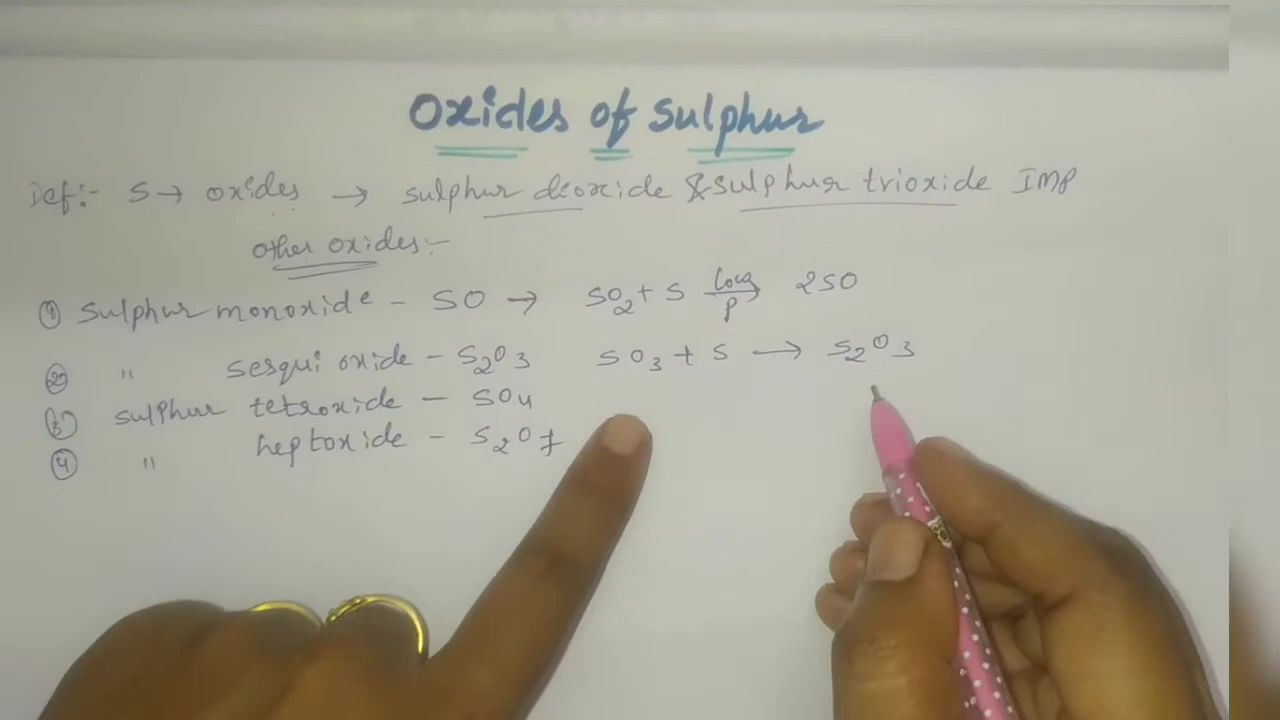 Oxides of Sulphur
Def:- S → oxides → sulphur dioxide & sulphur trioxide IMP
other oxides:-
① Sulphur monoxide - SO → SO2 + S low/P→ 2SO
② " sesqui oxide - S2O3 SO3 + S → S2O3
③ sulphur tetroxide - SO4
④ " heptoxide - S2O7